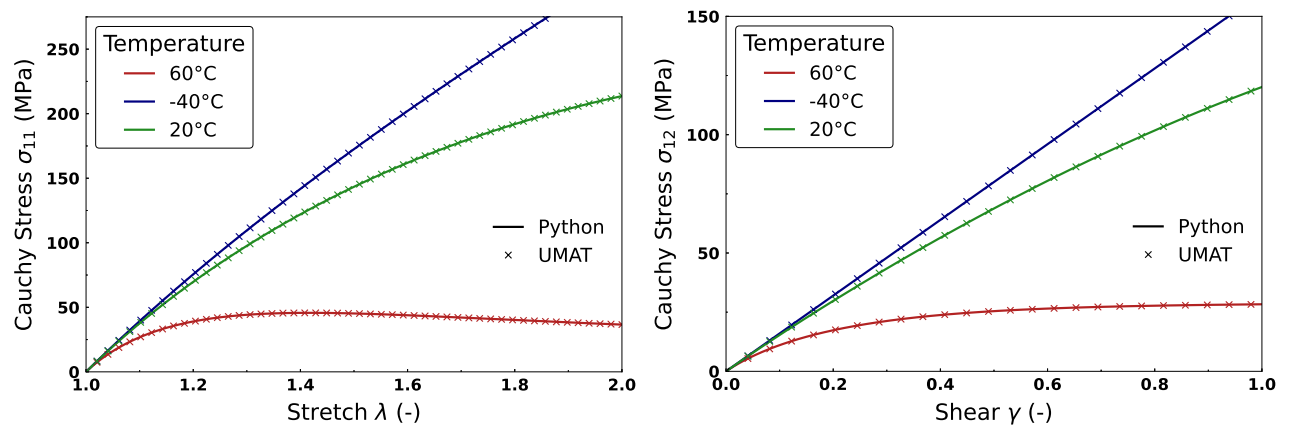 Cauchy Stress σ11 (MPa)
250
200
150
100
50
0
Temperature
60°C
-40°C
20°C
Python
UMAT
1.0 1.2 1.4 1.6 1.8 2.0
Stretch λ (-)
Cauchy Stress σ12 (MPa)
150
100
50
0
Temperature
60°C
-40°C
20°C
Python
UMAT
0.0 0.2 0.4 0.6 0.8 1.0
Shear γ (-)